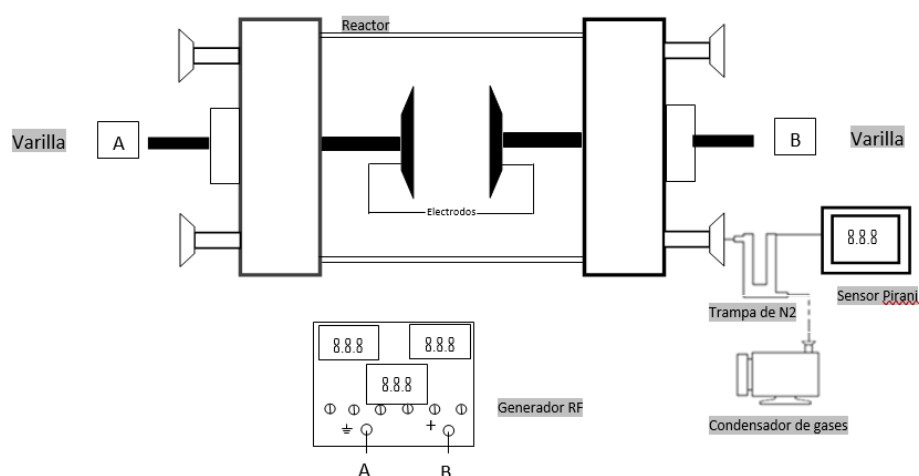 Reactor
Varilla
A
B
Varilla
Electrodos
8.8.8
Sensor Pirani
Trampa de N2
8.8.8
8.8.8
8.8.8
Generador RF
Condensador de gases
+
A
B